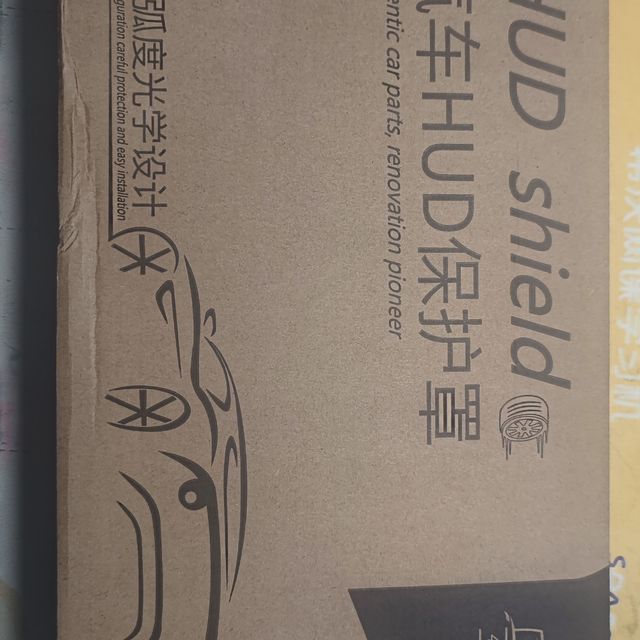 HUD shield
汽车HUD保护罩
entic car parts, renovation pioneer
弧度光学设计
guration careful protection and easy installation